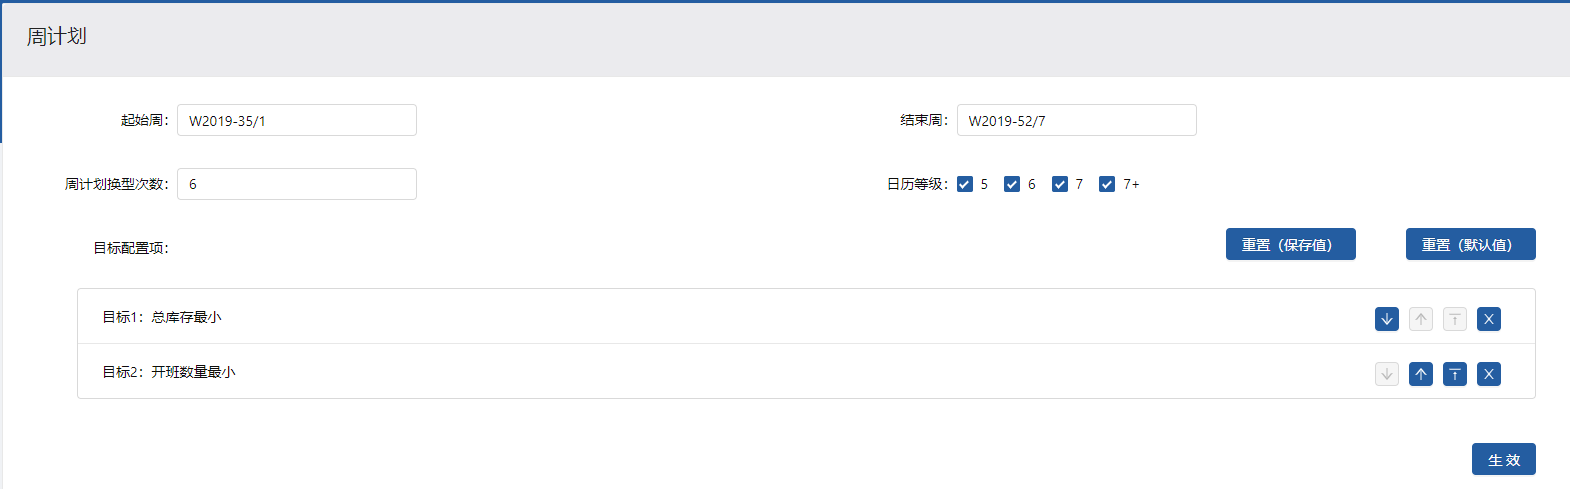 周计划
起始周： W2019-35/1 结束周： W2019-52/7
周计划换型次数： 6 日历等级： 5 6 7 7+
目标配置项： 重置（保存值） 重置（默认值）
目标1：总库存最小
目标2：开班数量最小
生 效